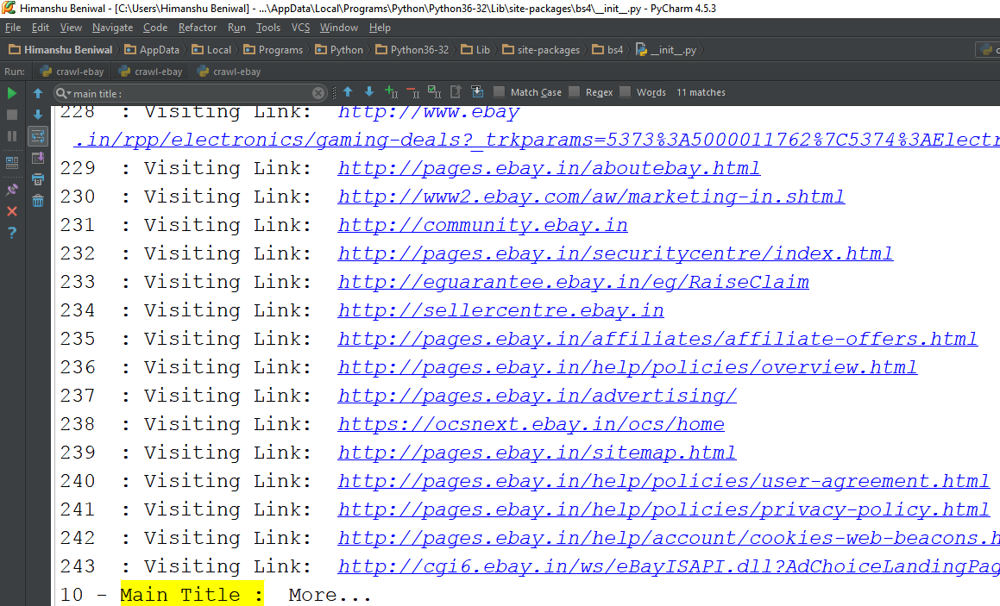 Himanshu Beniwal - [C:\Users\Himanshu Beniwal] - ...\AppData\Local\Programs\Python\Python36-32\Lib\site-packages\bs4\__init__.py - PyCharm 4.5.3
File Edit View Navigate Code Refactor Run Tools VCS Window Help
Himanshu Beniwal AppData Local Programs Python Python36-32 Lib site-packages bs4 __init__.py
Run: crawl-ebay crawl-ebay crawl-ebay
main title : Match Case Regex Words 11 matches
228 : Visiting Link: http://www.ebay
.in/rpp/electronics/gaming-deals?_trkparams=5373%3A5000011762%7C5374%3AElectr
229 : Visiting Link: http://pages.ebay.in/aboutebay.html
230 : Visiting Link: http://www2.ebay.com/aw/marketing-in.shtml
231 : Visiting Link: http://community.ebay.in
232 : Visiting Link: http://pages.ebay.in/securitycentre/index.html
233 : Visiting Link: http://eguarantee.ebay.in/eg/RaiseClaim
234 : Visiting Link: http://sellercentre.ebay.in
235 : Visiting Link: http://pages.ebay.in/affiliates/affiliate-offers.html
236 : Visiting Link: http://pages.ebay.in/help/policies/overview.html
237 : Visiting Link: http://pages.ebay.in/advertising/
238 : Visiting Link: https://ocsnext.ebay.in/ocs/home
239 : Visiting Link: http://pages.ebay.in/sitemap.html
240 : Visiting Link: http://pages.ebay.in/help/policies/user-agreement.html
241 : Visiting Link: http://pages.ebay.in/help/policies/privacy-policy.html
242 : Visiting Link: http://pages.ebay.in/help/account/cookies-web-beacons.h
243 : Visiting Link: http://cgi6.ebay.in/ws/eBayISAPI.dll?AdChoiceLandingPag
10 - Main Title : More...